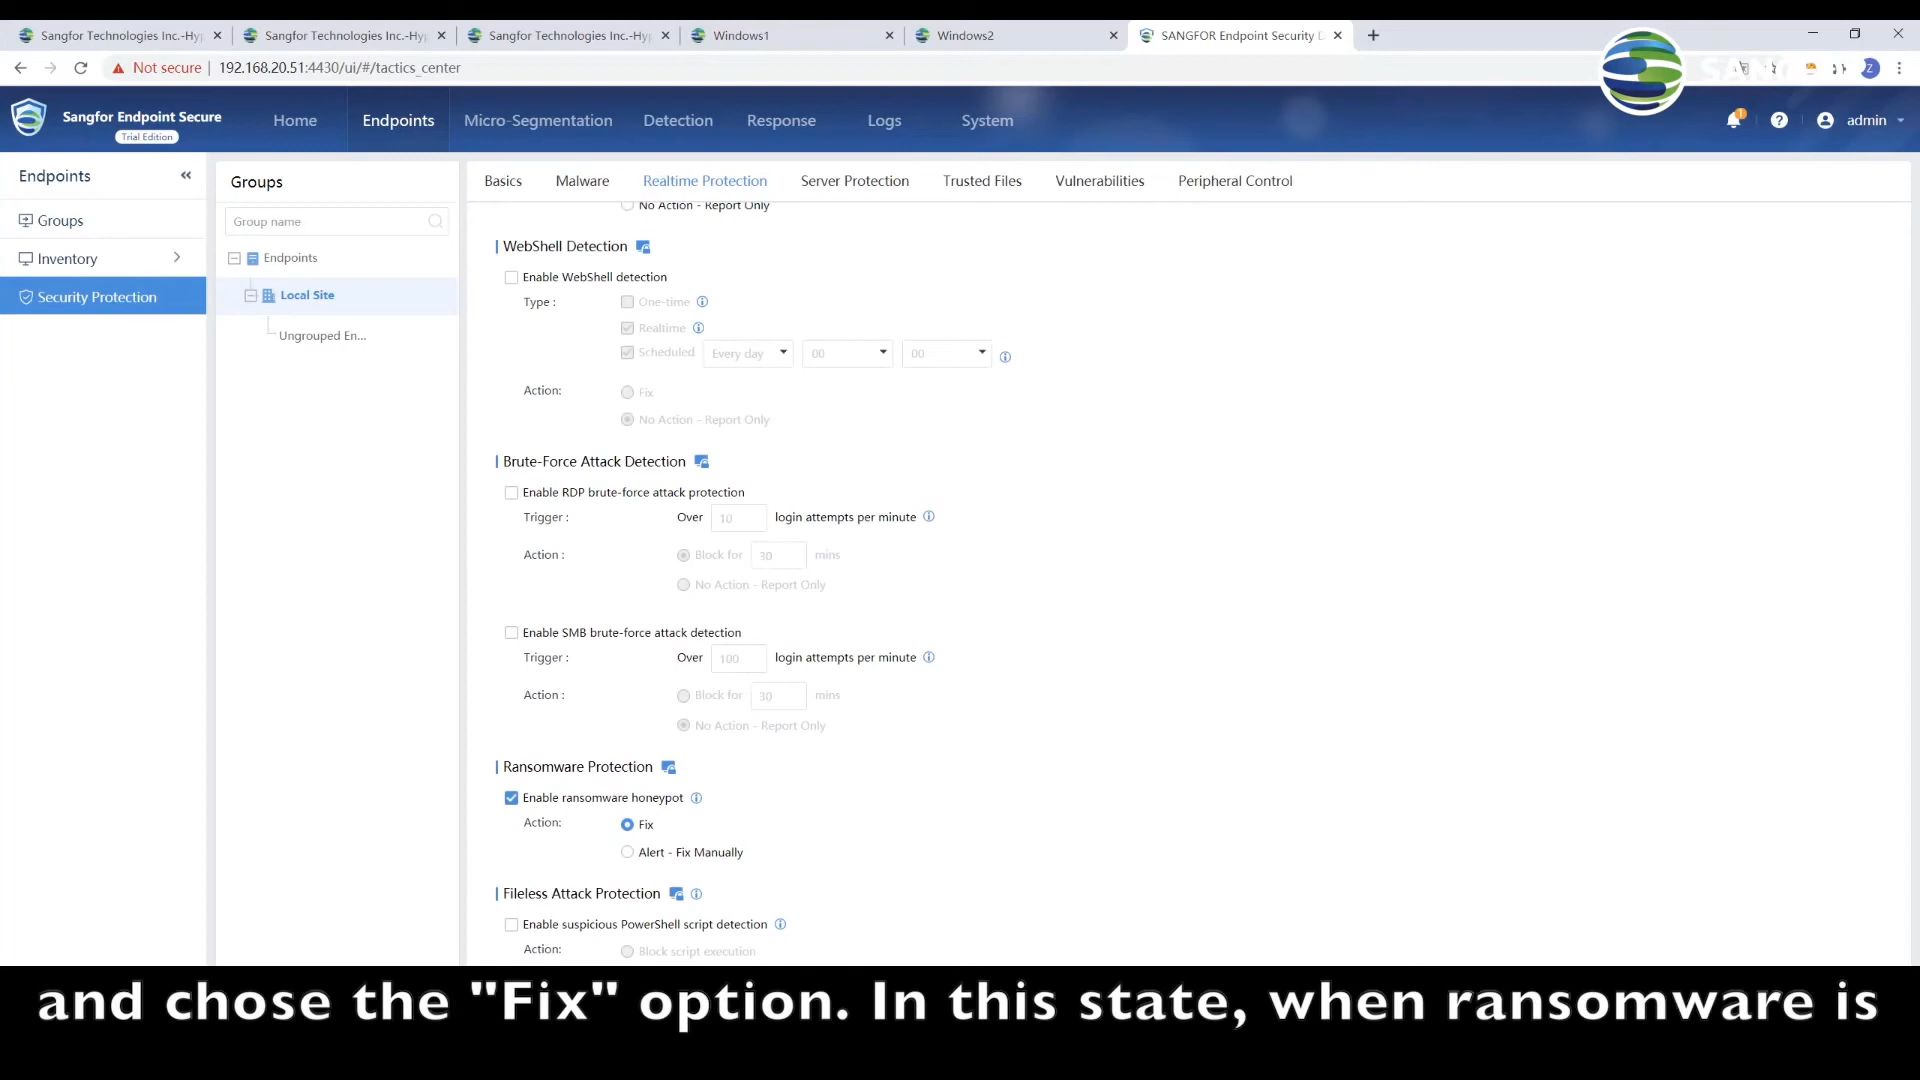 Sangfor Technologies Inc.-Hyp
Sangfor Technologies Inc.-Hyp
Sangfor Technologies Inc.-Hyp
Windows1
Windows2
SANGFOR Endpoint Security D
Not secure | 192.168.20.51:4430/ui/#/tactics_center
Z
Sangfor Endpoint Secure
Trial Edition
Home
Endpoints
Micro-Segmentation
Detection
Response
Logs
System
1
admin
Endpoints
Groups
Inventory
Security Protection
Groups
Group name
Endpoints
Local Site
Ungrouped En...
Basics
Malware
Realtime Protection
Server Protection
Trusted Files
Vulnerabilities
Peripheral Control
No Action - Report Only
WebShell Detection
Enable WebShell detection
Type :
One-time
Realtime
Scheduled Every day 00 00
Action:
Fix
No Action - Report Only
Brute-Force Attack Detection
Enable RDP brute-force attack protection
Trigger : Over 10 login attempts per minute
Action : Block for 30 mins
No Action - Report Only
Enable SMB brute-force attack detection
Trigger : Over 100 login attempts per minute
Action : Block for 30 mins
No Action - Report Only
Ransomware Protection
Enable ransomware honeypot
Action: Fix
Alert - Fix Manually
Fileless Attack Protection
Enable suspicious PowerShell script detection
Action: Block script execution
and chose the "Fix" option. In this state, when ransomware is